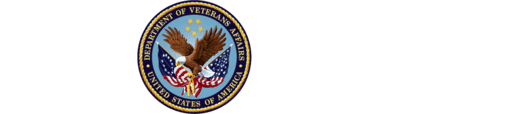 DEPARTMENT OF VETERANS AFFAIRS
UNITED STATES OF AMERICA